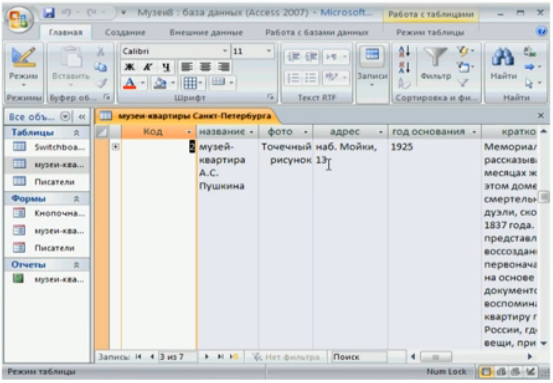 Музей8 : база данных (Access 2007) - Microsoft...
Работа с таблицами
Главная Создание Внешние данные Работа с базами данных Режим таблицы
Режим Вставить Calibri 11 Записи Фильтр Найти
Ж К Ч
Режимы Буфер об... Шрифт Текст RTF Сортировка и фи... Найти
Все объ... музеи-квартиры Санкт-Петербурга
Таблицы Код название фото адрес год основания кратко
Switchboa... 2 музей- Точечный наб. Мойки, 1925 Мемориал
музеи-ква... квартира рисунок 13 рассказыв
Писатели А.С. месяцах ж
Формы Пушкина этом доме
Кнопочна... смертельн
музеи-ква... дуэли, ско
Писатели 1837 года.
Отчеты представл
музеи-ква... воссоздан
первонача
на основе
документо
воспомина
квартиру п
России, гд
вещи, при
Запись: 3 из 7 Нет фильтра Поиск
Режим таблицы Num Lock